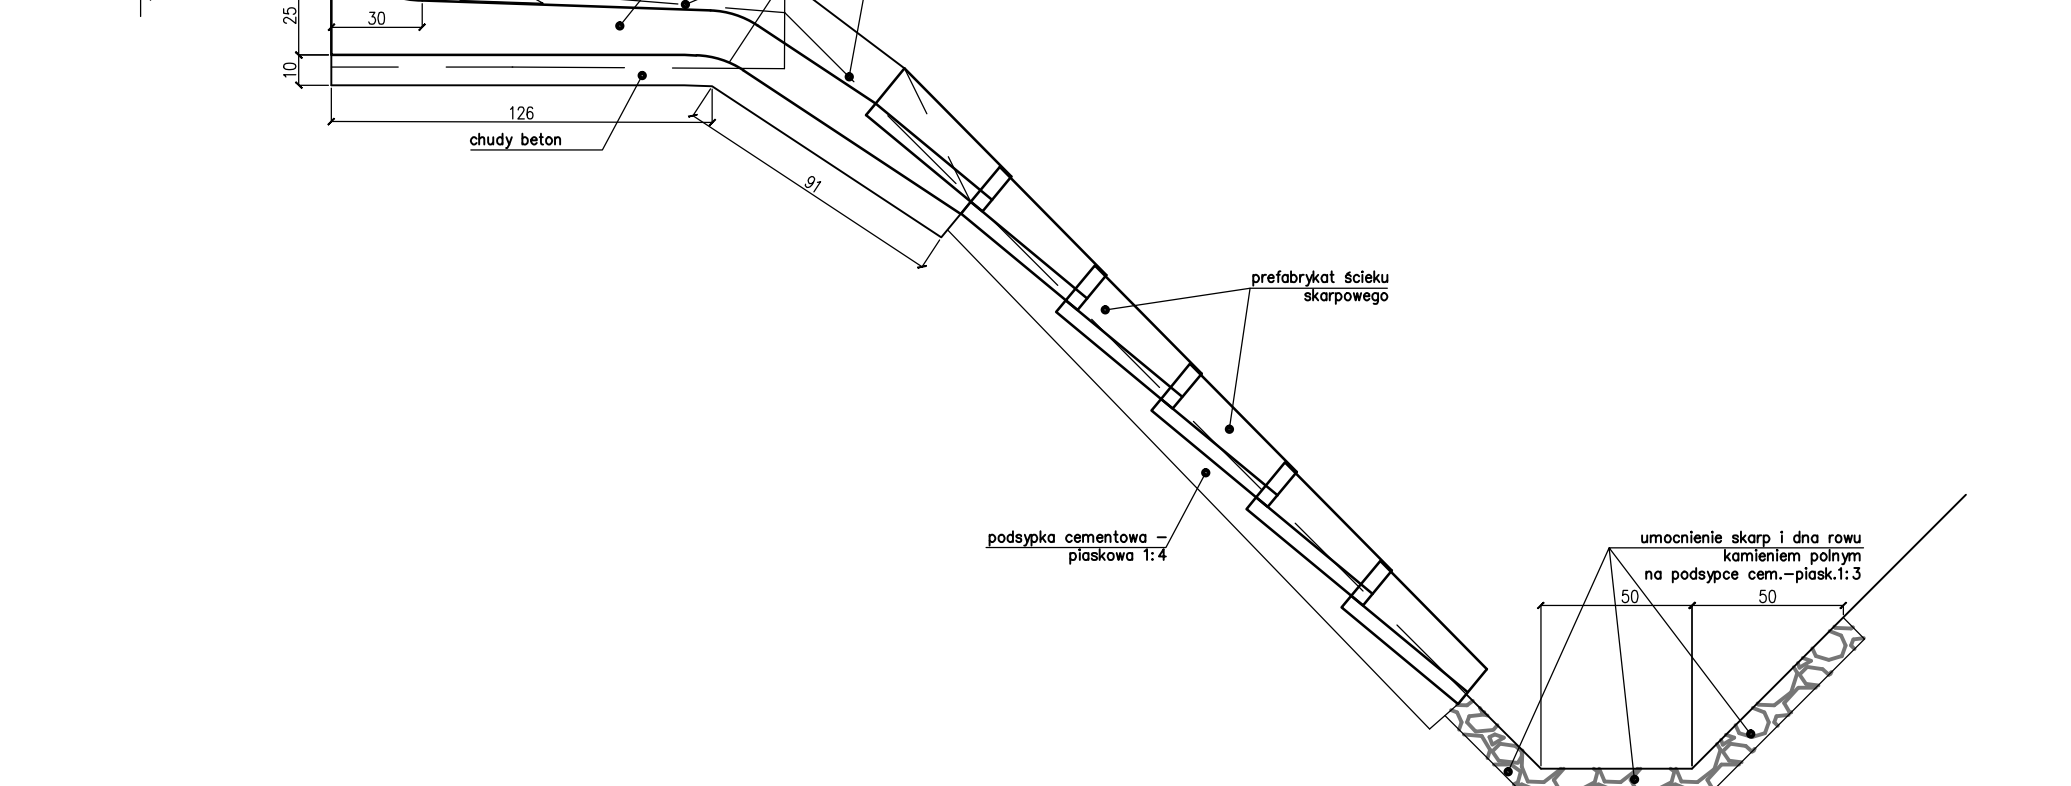 25
30
10
126
chudy beton
91
prefabrykat ścieku
skarpowego
podsypka cementowa –
piaskowa 1:4
umocnienie skarp i dna rowu
kamieniem polnym
na podsypce cem.–piask.1:3
50
50